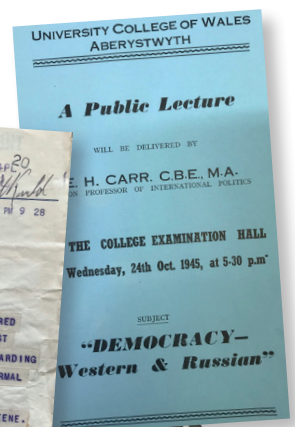 UNIVERSITY COLLEGE OF WALES
ABERYSTWYTH
A Public Lecture
WILL BE DELIVERED BY
E. H. CARR. C.B.E., M.A.
ON PROFESSOR OF INTERNATIONAL POLITICS
THE COLLEGE EXAMINATION HALL
Wednesday, 24th Oct. 1945, at 5-30 p.m.
SUBJECT
"DEMOCRACY—
Western & Russian"
20
PM 9 28
RED
ST
ARDING
RMAL
ENE.